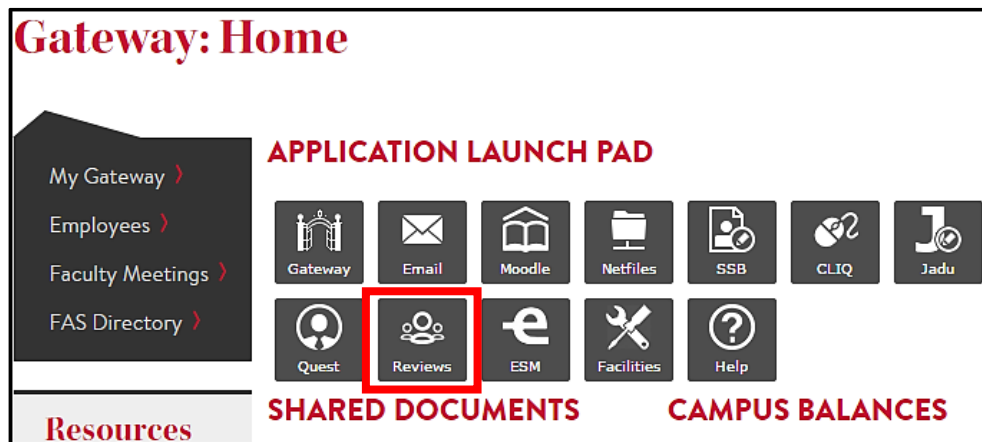 Gateway: Home
My Gateway 〉
Employees 〉
Faculty Meetings 〉
FAS Directory 〉
Resources
APPLICATION LAUNCH PAD
Gateway Email Moodle Netfiles SSB CLIQ Jadu
Quest Reviews ESM Facilities Help
SHARED DOCUMENTS CAMPUS BALANCES